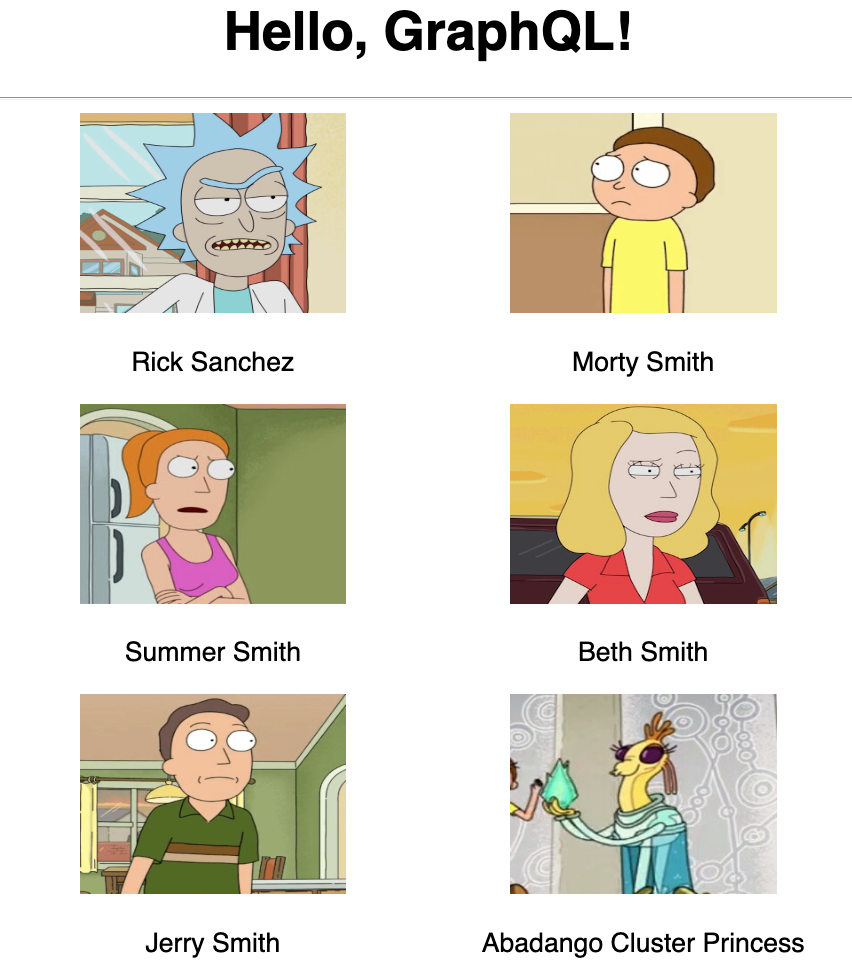 Hello, GraphQL!
Rick Sanchez
Morty Smith
Summer Smith
Beth Smith
Jerry Smith
Abadango Cluster Princess